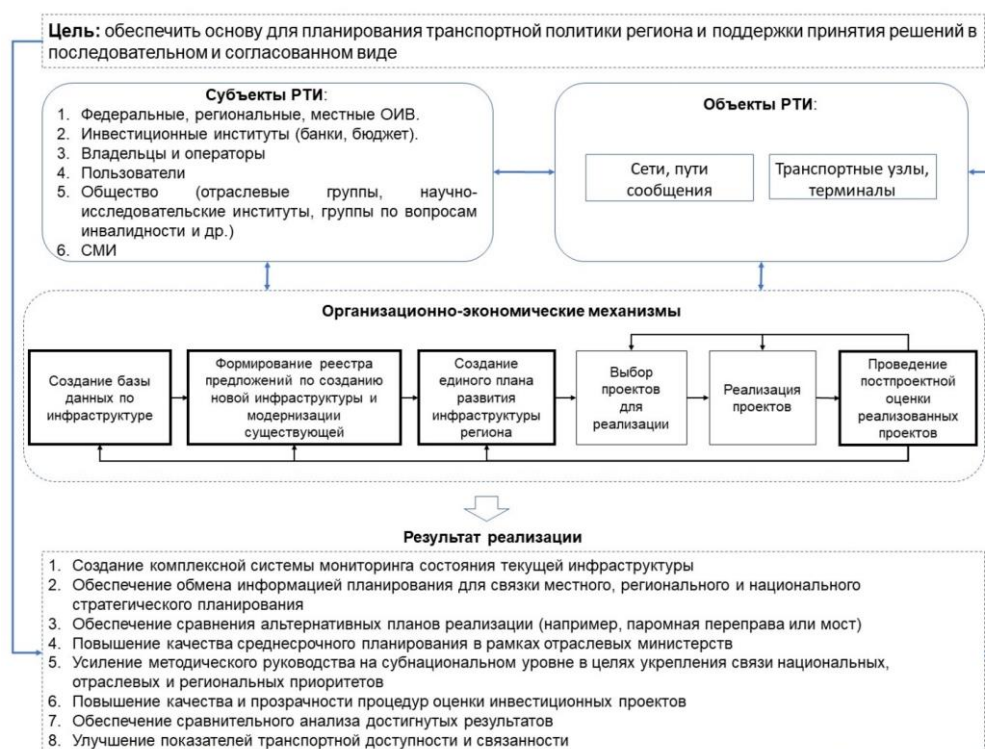 Цель: обеспечить основу для планирования транспортной политики региона и поддержки принятия решений в
последовательном и согласованном виде
Субъекты РТИ:
1. Федеральные, региональные, местные ОИВ.
2. Инвестиционные институты (банки, бюджет).
3. Владельцы и операторы
4. Пользователи
5. Общество (отраслевые группы, научно-
исследовательские институты, группы по вопросам
инвалидности и др.)
6. СМИ
Объекты РТИ:
Сети, пути
сообщения
Транспортные узлы,
терминалы
Организационно-экономические механизмы
Создание базы
данных по
инфраструктуре
Формирование реестра
предложений по созданию
новой инфраструктуры и
модернизации
существующей
Создание
единого плана
развития
инфраструктуры
региона
Выбор
проектов
для
реализации
Реализация
проектов
Проведение
постпроектной
оценки
реализованных
проектов
Результат реализации
1. Создание комплексной системы мониторинга состояния текущей инфраструктуры
2. Обеспечение обмена информацией планирования для связки местного, регионального и национального
стратегического планирования
3. Обеспечение сравнения альтернативных планов реализации (например, паромная переправа или мост)
4. Повышение качества среднесрочного планирования в рамках отраслевых министерств
5. Усиление методического руководства на субнациональном уровне в целях укрепления связи национальных,
отраслевых и региональных приоритетов
6. Повышение качества и прозрачности процедур оценки инвестиционных проектов
7. Обеспечение сравнительного анализа достигнутых результатов
8. Улучшение показателей транспортной доступности и связанности